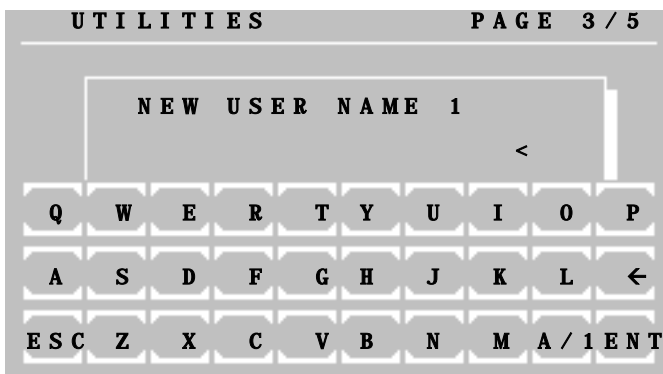 UTILITIES PAGE 3/5
NEW USER NAME 1
<
Q W E R T Y U I O P
A S D F G H J K L ←
ESC Z X C V B N M A/1 ENT